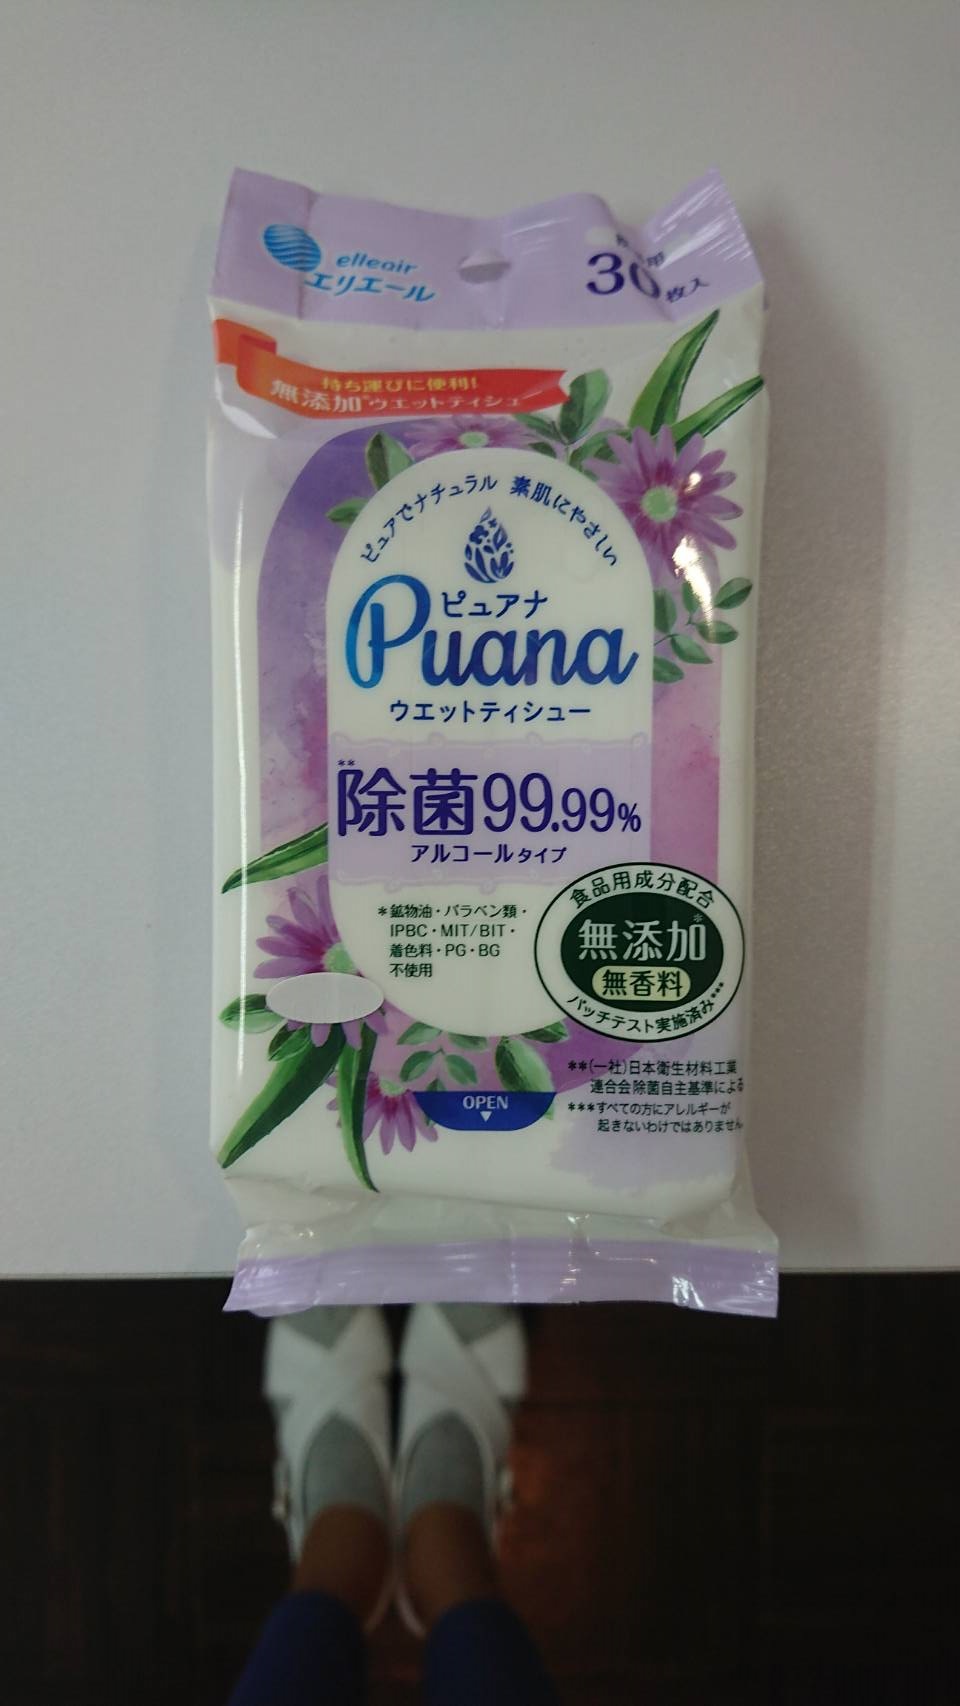 elleair
エリエール
30枚入
持ち運びに便利!
無添加*ウエットティシュー
ピュアでナチュラル 素肌にやさしい
ピュアナ
Puana
ウエットティシュー
**除菌99.99%
アルコールタイプ
*鉱物油・パラベン類・
IPBC・MIT/BIT・
着色料・PG・BG
不使用
食品用成分配合
無添加*
無香料
パッチテスト実施済み***
**(一社)日本衛生材料工業
連合会除菌自主基準による
***すべての方にアレルギーが
起きないわけではありません。
OPEN